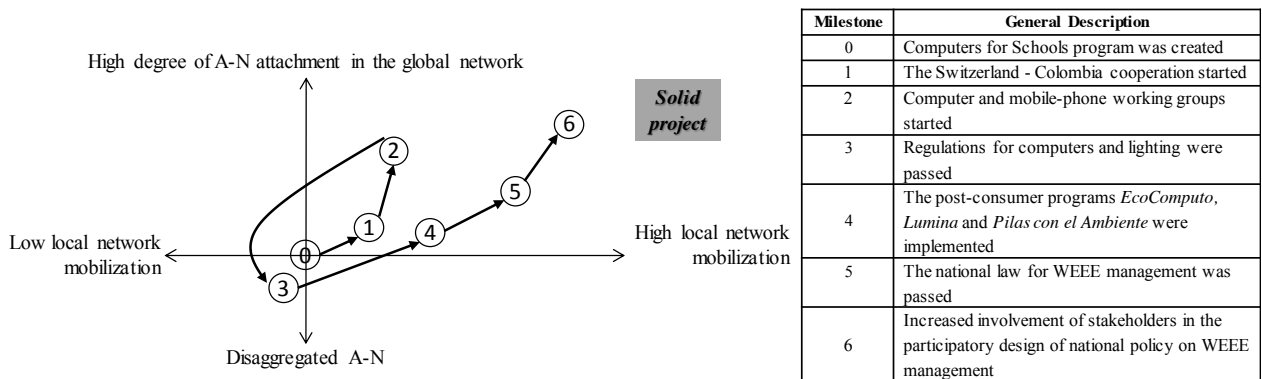 High degree of A-N attachment in the global network
Solid
project
6
2
5
1
4
0
3
Low local network
mobilization
High local network
mobilization
Disaggregated A-N
Milestone General Description
0 Computers for Schools program was created
1 The Switzerland - Colombia cooperation started
2 Computer and mobile-phone working groups
started
3 Regulations for computers and lighting were
passed
4 The post-consumer programs EcoComputo,
Lumina and Pilas con el Ambiente were
implemented
5 The national law for WEEE management was
passed
6 Increased involvement of stakeholders in the
participatory design of national policy on WEEE
management